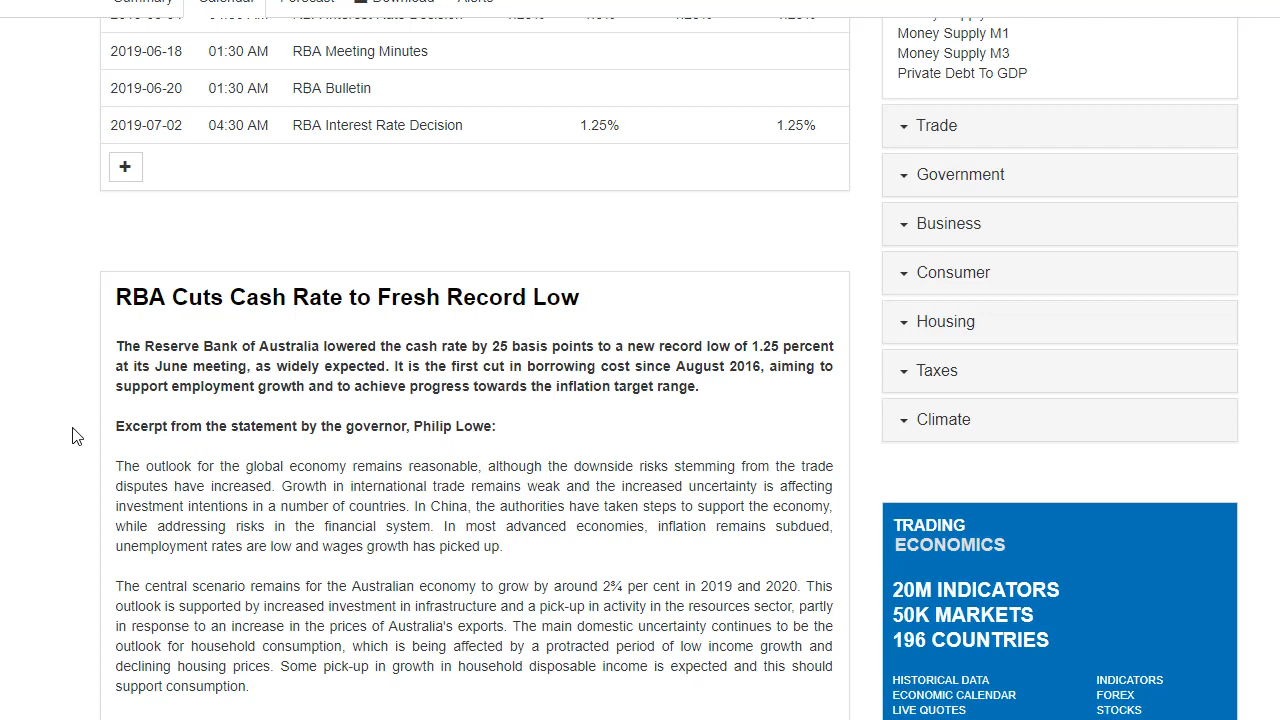 Summary Calendar Forecast Download Alerts
RBA Interest Rate Decision
2019-06-18 01:30 AM RBA Meeting Minutes
2019-06-20 01:30 AM RBA Bulletin
2019-07-02 04:30 AM RBA Interest Rate Decision 1.25% 1.25%
+
RBA Cuts Cash Rate to Fresh Record Low
The Reserve Bank of Australia lowered the cash rate by 25 basis points to a new record low of 1.25 percent
at its June meeting, as widely expected. It is the first cut in borrowing cost since August 2016, aiming to
support employment growth and to achieve progress towards the inflation target range.
Excerpt from the statement by the governor, Philip Lowe:
The outlook for the global economy remains reasonable, although the downside risks stemming from the trade
disputes have increased. Growth in international trade remains weak and the increased uncertainty is affecting
investment intentions in a number of countries. In China, the authorities have taken steps to support the economy,
while addressing risks in the financial system. In most advanced economies, inflation remains subdued,
unemployment rates are low and wages growth has picked up.
The central scenario remains for the Australian economy to grow by around 2¾ per cent in 2019 and 2020. This
outlook is supported by increased investment in infrastructure and a pick-up in activity in the resources sector, partly
in response to an increase in the prices of Australia's exports. The main domestic uncertainty continues to be the
outlook for household consumption, which is being affected by a protracted period of low income growth and
declining housing prices. Some pick-up in growth in household disposable income is expected and this should
support consumption.
Money Supply M1
Money Supply M3
Private Debt To GDP
Trade
Government
Business
Consumer
Housing
Taxes
Climate
TRADING
ECONOMICS
20M INDICATORS
50K MARKETS
196 COUNTRIES
HISTORICAL DATA INDICATORS
ECONOMIC CALENDAR FOREX
LIVE QUOTES STOCKS